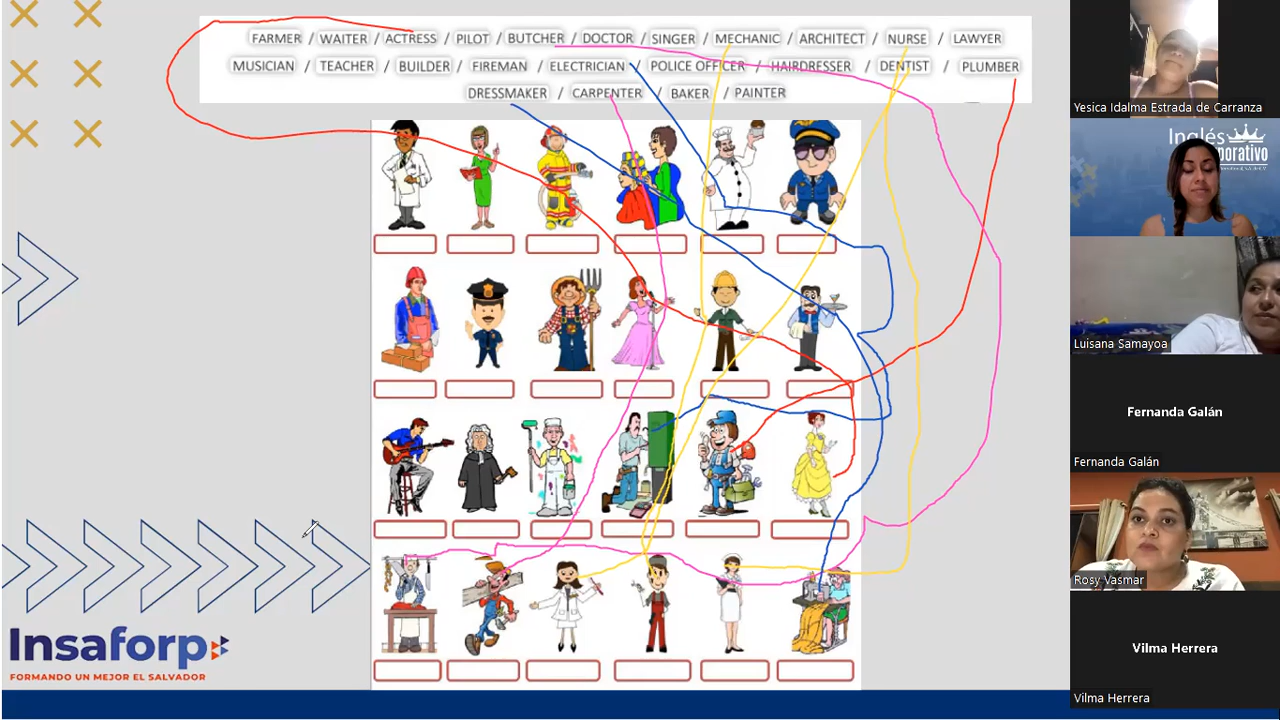 FARMER / WAITER / ACTRESS / PILOT / BUTCHER / DOCTOR / SINGER / MECHANIC / ARCHITECT / NURSE / LAWYER
MUSICIAN / TEACHER / BUILDER / FIREMAN / ELECTRICIAN / POLICE OFFICER / HAIRDRESSER / DENTIST / PLUMBER
DRESSMAKER / CARPENTER / BAKER / PAINTER
Insaforp
FORMANDO UN MEJOR EL SALVADOR
Yesica Idalma Estrada de Carranza
Inglés
Luisana Samayoa
Fernanda Galán
Fernanda Galán
Rosy Vasmar
Vilma Herrera
Vilma Herrera